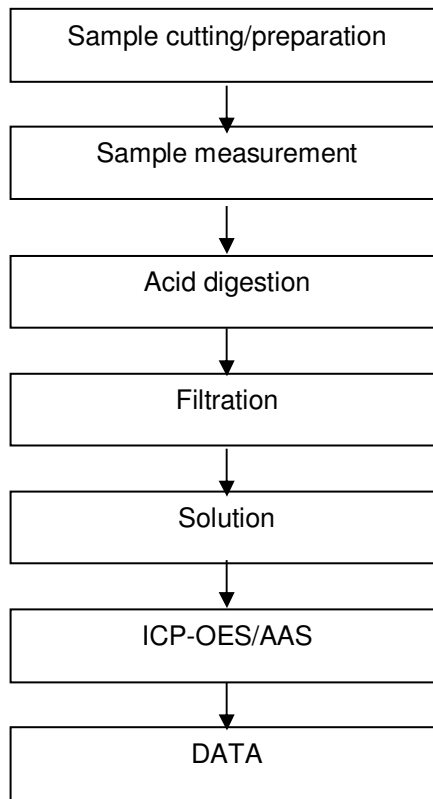 Sample cutting/preparation
Sample measurement
Acid digestion
Filtration
Solution
ICP-OES/AAS
DATA